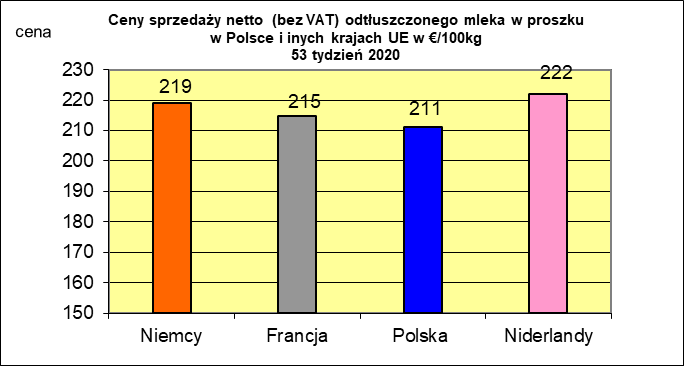 Ceny sprzedaży netto (bez VAT) odtłuszczonego mleka w proszku
w Polsce i inych krajach UE w €/100kg
53 tydzień 2020
cena
230
220
210
200
190
180
170
160
150
219
215
211
222
Niemcy
Francja
Polska
Niderlandy